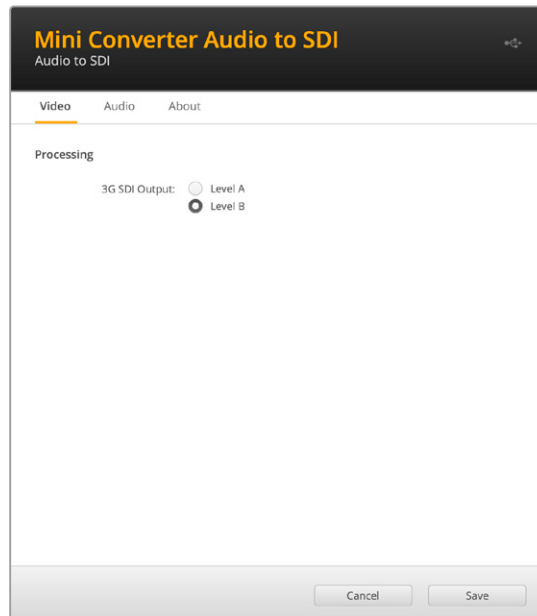 Mini Converter Audio to SDI
Audio to SDI
Video Audio About
Processing
3G SDI Output: Level A
Level B
Cancel Save